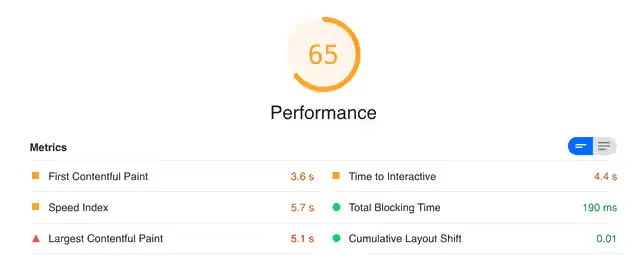 65
Performance
Metrics
First Contentful Paint 3.6 s Time to Interactive 4.4 s
Speed Index 5.7 s Total Blocking Time 190 ms
Largest Contentful Paint 5.1 s Cumulative Layout Shift 0.01